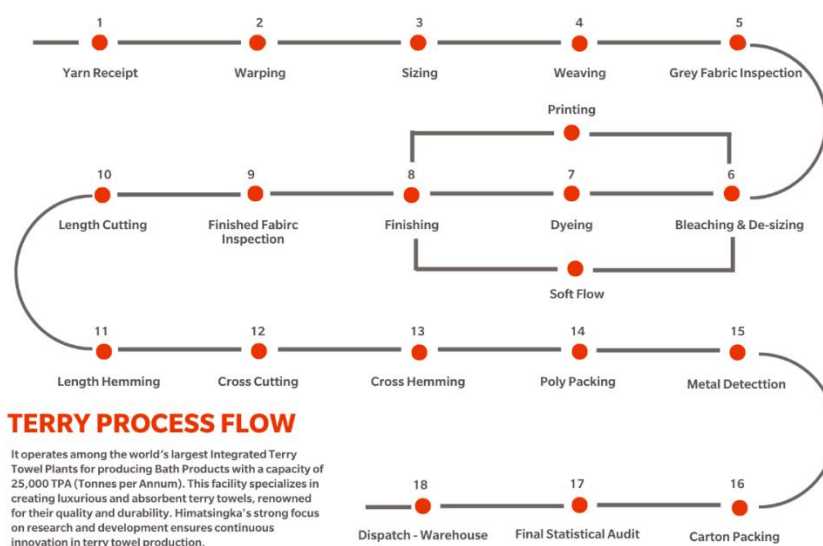 1 2 3 4 5
Yarn Receipt Warping Sizing Weaving Grey Fabric Inspection
Printing
10 9 8 7 6
Length Cutting Finished Fabirc Finishing Dyeing Bleaching & De-sizing
Inspection
Soft Flow
11 12 13 14 15
Length Hemming Cross Cutting Cross Hemming Poly Packing Metal Detecttion
TERRY PROCESS FLOW
It operates among the world's largest Integrated Terry
Towel Plants for producing Bath Products with a capacity of
25,000 TPA (Tonnes per Annum). This facility specializes in
creating luxurious and absorbent terry towels, renowned
for their quality and durability. Himatsingka's strong focus
on research and development ensures continuous
innovation in terry towel production.
18 17 16
Dispatch - Warehouse Final Statistical Audit Carton Packing